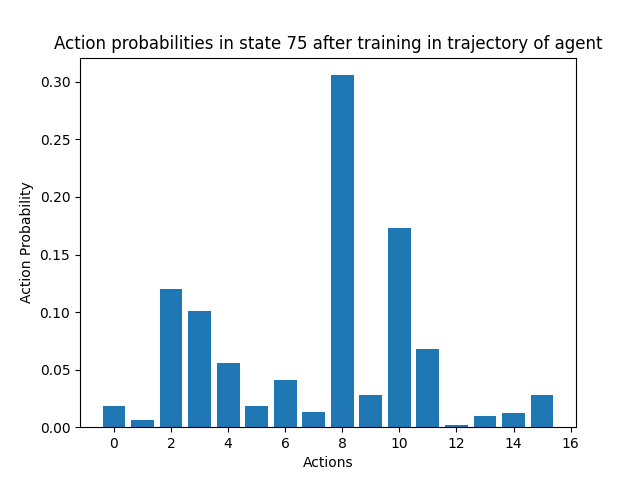 Action probabilities in state 75 after training in trajectory of agent
0.30
0.25
0.20
0.15
0.10
0.05
0.00
Action Probability
0 2 4 6 8 10 12 14 16
Actions